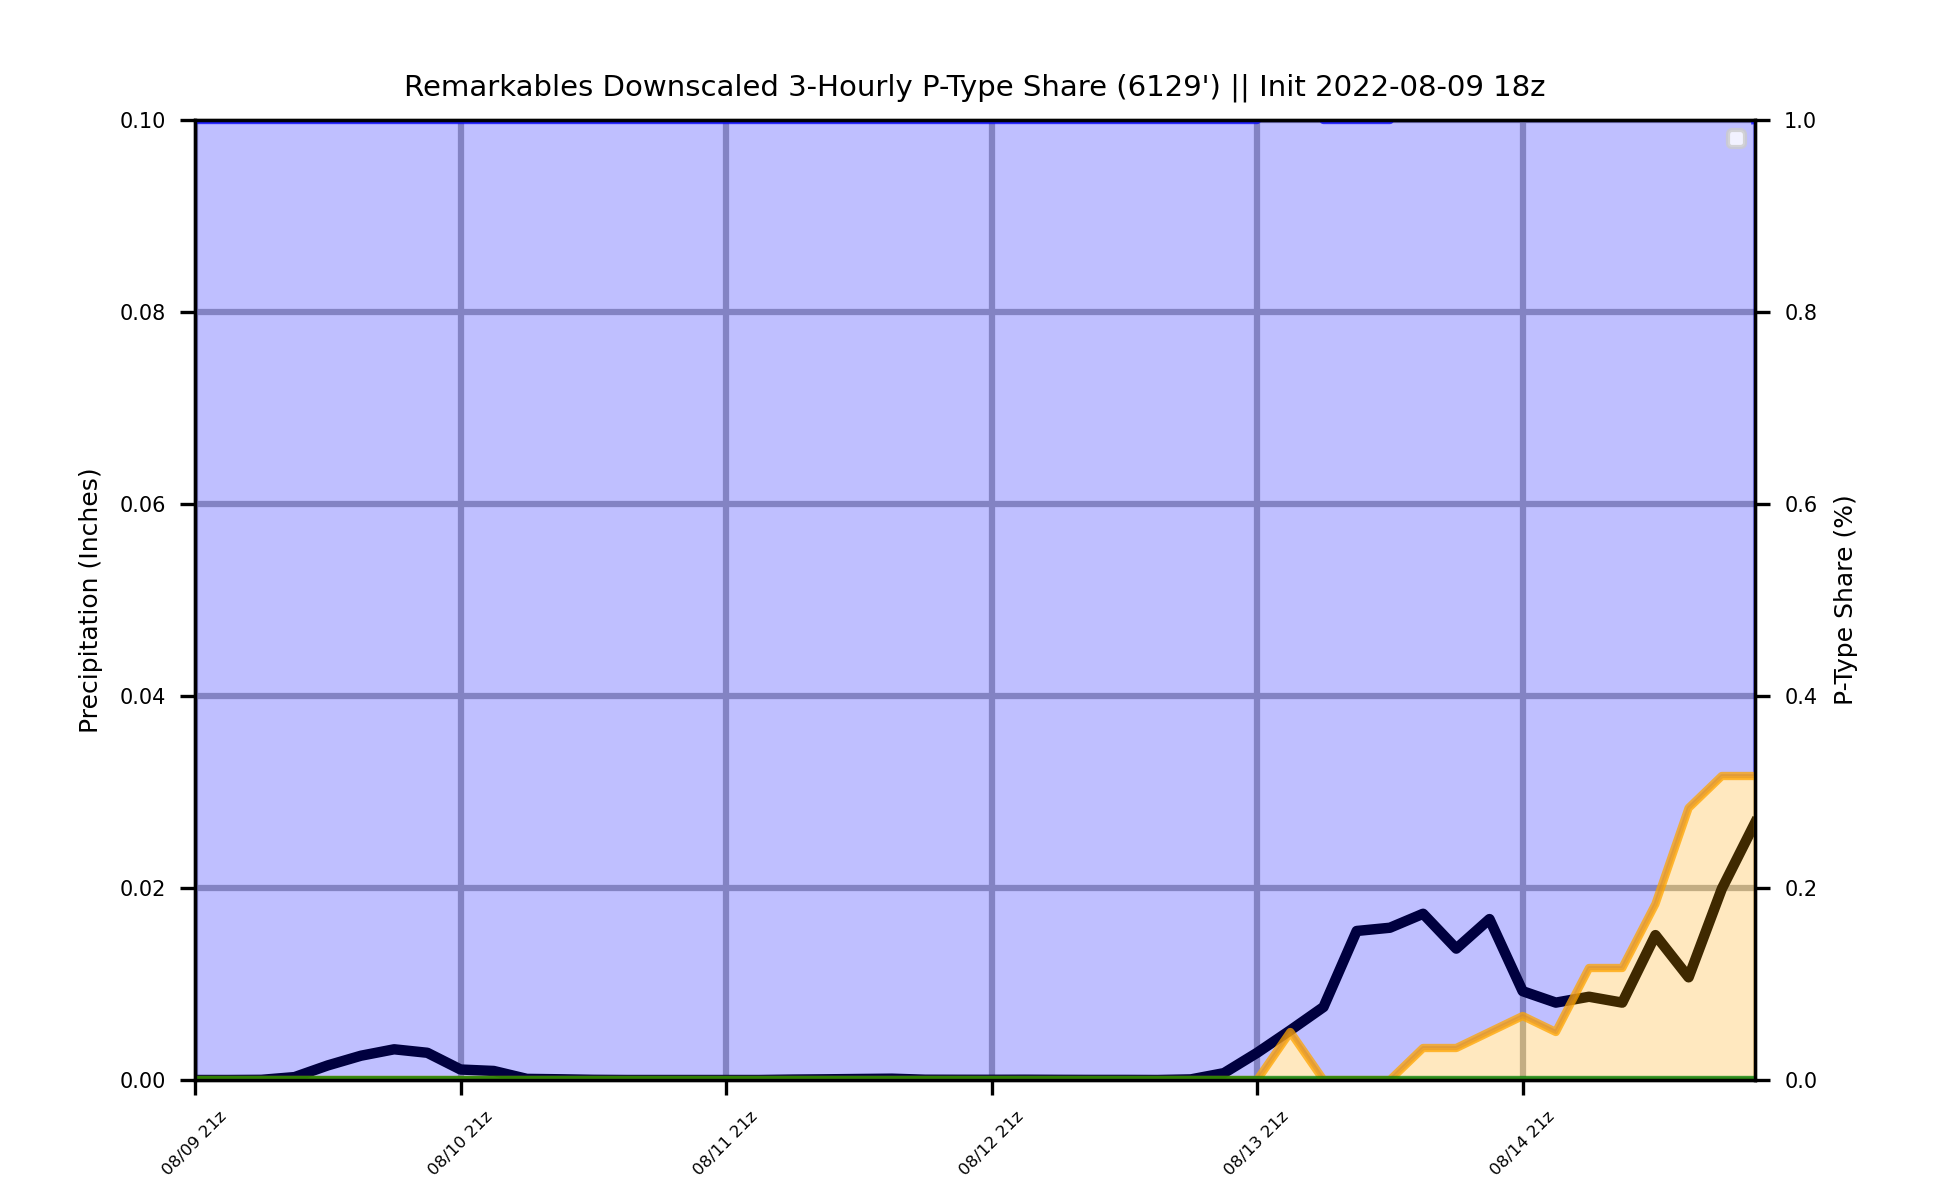 Remarkables Downscaled 3-Hourly P-Type Share (6129') || Init 2022-08-09 18z
0.10
0.08
0.06
0.04
0.02
0.00
Precipitation (Inches)
1.0
0.8
0.6
0.4
0.2
0.0
P-Type Share (%)
08/09 21z
08/10 21z
08/11 21z
08/12 21z
08/13 21z
08/14 21z